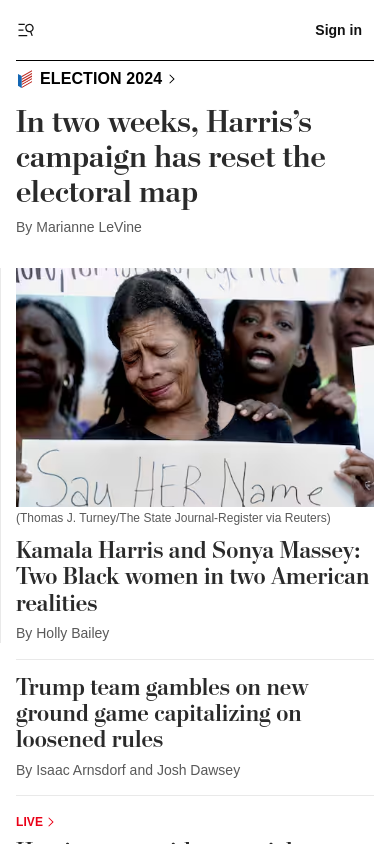 Sign in
ELECTION 2024
In two weeks, Harris’s
campaign has reset the
electoral map
By Marianne LeVine
Say HER Name
(Thomas J. Turney/The State Journal-Register via Reuters)
Kamala Harris and Sonya Massey:
Two Black women in two American
realities
By Holly Bailey
Trump team gambles on new
ground game capitalizing on
loosened rules
By Isaac Arnsdorf and Josh Dawsey
LIVE